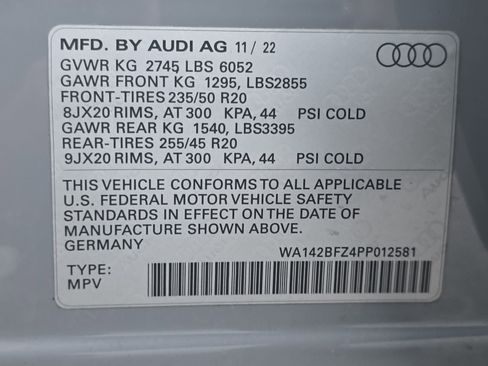 MFD. BY AUDI AG 11/22
GVWR KG 2745 LBS 6052
GAWR FRONT KG 1295, LBS2855
FRONT-TIRES 235/50 R20
8JX20 RIMS, AT 300 KPA, 44 PSI COLD
GAWR REAR KG 1540, LBS3395
REAR-TIRES 255/45 R20
9JX20 RIMS, AT 300 KPA, 44 PSI COLD
THIS VEHICLE CONFORMS TO ALL APPLICABLE
U.S. FEDERAL MOTOR VEHICLE SAFETY
STANDARDS IN EFFECT ON THE DATE OF
MANUFACTURE SHOWN ABOVE.
GERMANY WA142BFZ4PP012581
TYPE:
MPV